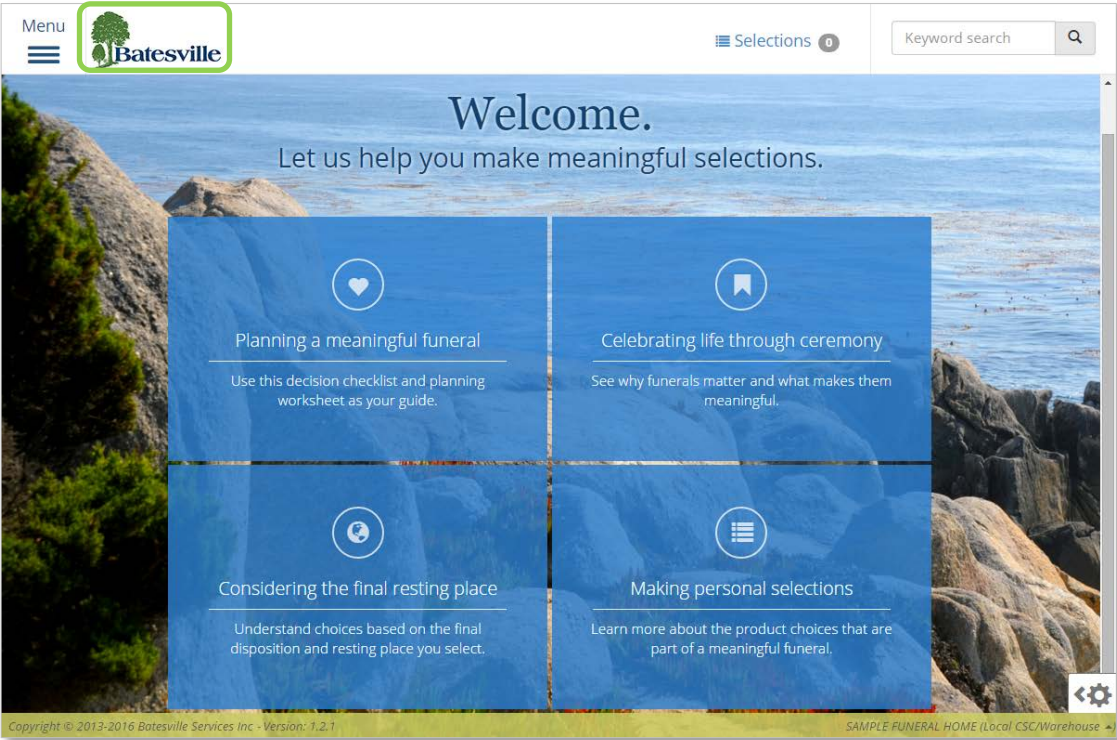 Menu
Batesville
Selections 0
Keyword search
Welcome.
Let us help you make meaningful selections.
Planning a meaningful funeral
Use this decision checklist and planning
worksheet as your guide.
Celebrating life through ceremony
See why funerals matter and what makes them
meaningful.
Considering the final resting place
Understand choices based on the final
disposition and resting place you select.
Making personal selections
Learn more about the product choices that are
part of a meaningful funeral.
Copyright © 2013-2016 Batesville Services Inc - Version: 1.2.1
SAMPLE FUNERAL HOME (Local CSC/Warehouse